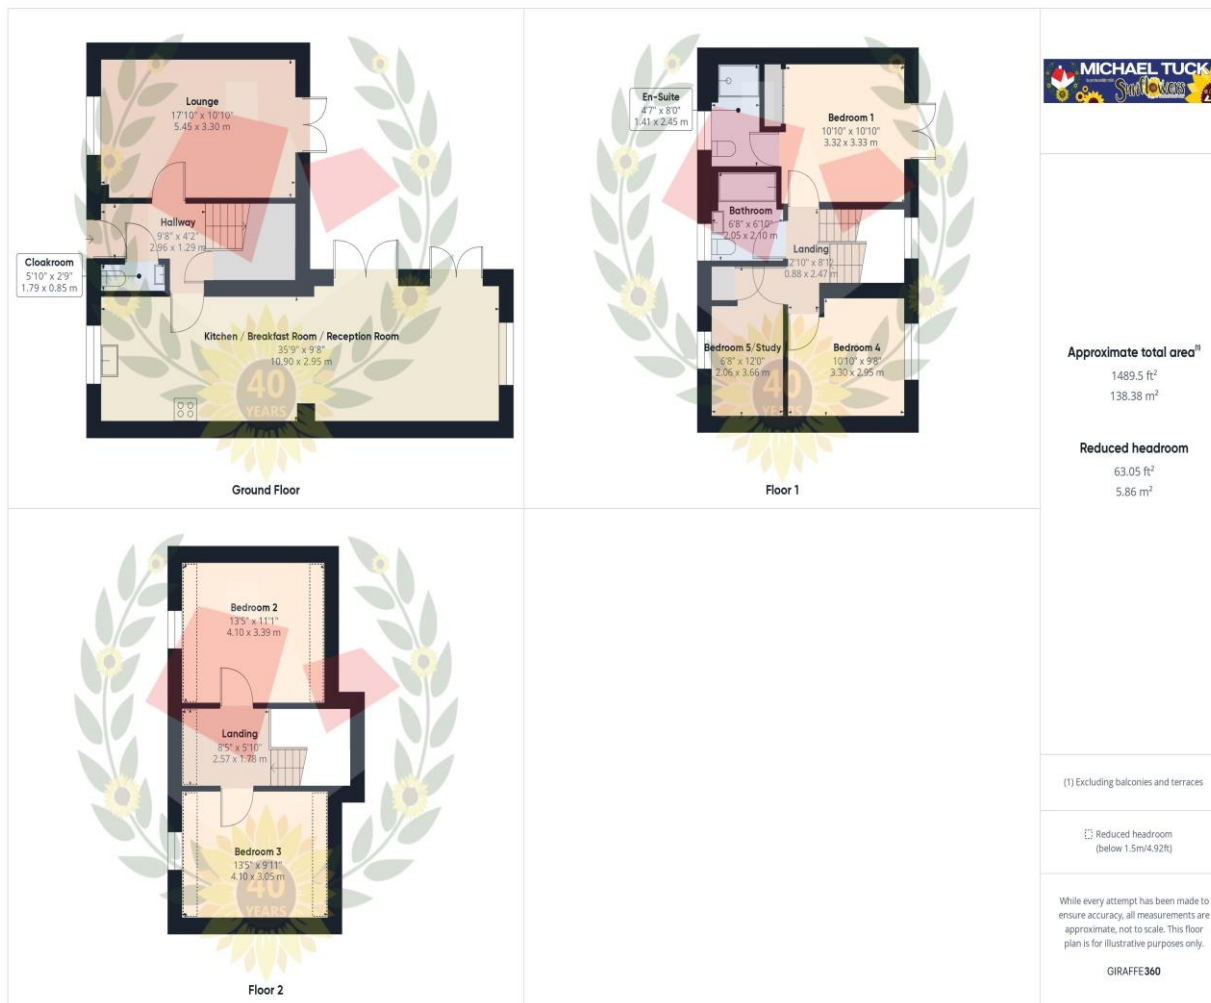 Lounge
17'10" x 10'10"
5.45 x 3.30 m
Hallway
9'8" x 4'2"
2.96 x 1.29 m
Cloakroom
5'10" x 2'9"
1.79 x 0.85 m
Kitchen / Breakfast Room / Reception Room
35'9" x 9'8"
10.90 x 2.95 m
40
YEARS
Ground Floor
En-Suite
4'7" x 8'0"
1.41 x 2.45 m
Bedroom 1
10'10" x 10'10"
3.32 x 3.33 m
Bathroom
6'8" x 6'10"
2.05 x 2.10 m
Landing
2'10" x 8'12"
0.88 x 2.47 m
Bedroom 5/Study
6'8" x 12'0"
2.06 x 3.66 m
Bedroom 4
10'10" x 9'8"
3.30 x 2.95 m
40
YEARS
Floor 1
Bedroom 2
13'5" x 11'1"
4.10 x 3.39 m
Landing
8'5" x 5'10"
2.57 x 1.78 m
Bedroom 3
13'5" x 9'11"
4.10 x 3.05 m
40
YEARS
Floor 2
MICHAEL TUCK
Sunflowers
Approximate total area(1)
1489.5 ft²
138.38 m²
Reduced headroom
63.05 ft²
5.86 m²
(1) Excluding balconies and terraces
Reduced headroom
(below 1.5m/4.92ft)
While every attempt has been made to
ensure accuracy, all measurements are
approximate, not to scale. This floor
plan is for illustrative purposes only.
GIRAFFE360